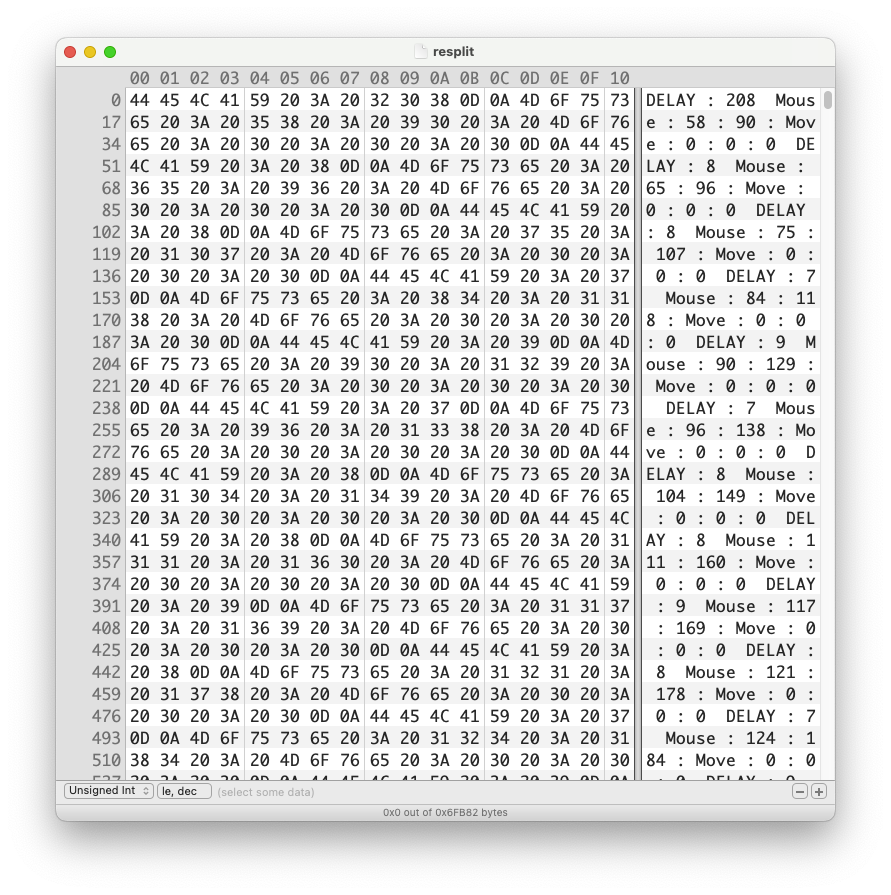 resplit
00 01 02 03 04 05 06 07 08 09 0A 0B 0C 0D 0E 0F 10
0 44 45 4C 41 59 20 3A 20 32 30 38 0D 0A 4D 6F 75 73 DELAY : 208  Mous
17 65 20 3A 20 35 38 20 3A 20 39 30 20 3A 20 4D 6F 76 e : 58 : 90 : Mov
34 65 20 3A 20 30 20 3A 20 30 20 3A 20 30 0D 0A 44 45 e : 0 : 0 : 0  DE
51 4C 41 59 20 3A 20 38 0D 0A 4D 6F 75 73 65 20 3A 20 LAY : 8  Mouse :
68 36 35 20 3A 20 39 36 20 3A 20 4D 6F 76 65 20 3A 20 65 : 96 : Move :
85 30 20 3A 20 30 20 3A 20 30 0D 0A 44 45 4C 41 59 20 0 : 0 : 0  DELAY
102 3A 20 38 0D 0A 4D 6F 75 73 65 20 3A 20 37 35 20 3A : 8  Mouse : 75 :
119 20 31 30 37 20 3A 20 4D 6F 76 65 20 3A 20 30 20 3A 107 : Move : 0 :
136 20 30 20 3A 20 30 0D 0A 44 45 4C 41 59 20 3A 20 37 0 : 0  DELAY : 7
153 0D 0A 4D 6F 75 73 65 20 3A 20 38 34 20 3A 20 31 31 Mouse : 84 : 11
170 38 20 3A 20 4D 6F 76 65 20 3A 20 30 20 3A 20 30 20 8 : Move : 0 : 0
187 3A 20 30 0D 0A 44 45 4C 41 59 20 3A 20 39 0D 0A 4D : 0  DELAY : 9  M
204 6F 75 73 65 20 3A 20 39 30 20 3A 20 31 32 39 20 3A ouse : 90 : 129 :
221 20 4D 6F 76 65 20 3A 20 30 20 3A 20 30 20 3A 20 30 Move : 0 : 0 : 0
238 0D 0A 44 45 4C 41 59 20 3A 20 37 0D 0A 4D 6F 75 73 DELAY : 7  Mous
255 65 20 3A 20 39 36 20 3A 20 31 33 38 20 3A 20 4D 6F e : 96 : 138 : Mo
272 76 65 20 3A 20 30 20 3A 20 30 20 3A 20 30 0D 0A 44 ve : 0 : 0 : 0  D
289 45 4C 41 59 20 3A 20 38 0D 0A 4D 6F 75 73 65 20 3A ELAY : 8  Mouse :
306 20 31 30 34 20 3A 20 31 34 39 20 3A 20 4D 6F 76 65 104 : 149 : Move
323 20 3A 20 30 20 3A 20 30 20 3A 20 30 0D 0A 44 45 4C : 0 : 0 : 0  DEL
340 41 59 20 3A 20 38 0D 0A 4D 6F 75 73 65 20 3A 20 31 AY : 8  Mouse : 1
357 31 31 20 3A 20 31 36 30 20 3A 20 4D 6F 76 65 20 3A 11 : 160 : Move :
374 20 30 20 3A 20 30 20 3A 20 30 0D 0A 44 45 4C 41 59 0 : 0 : 0  DELAY
391 20 3A 20 39 0D 0A 4D 6F 75 73 65 20 3A 20 31 31 37 : 9  Mouse : 117
408 20 3A 20 31 36 39 20 3A 20 4D 6F 76 65 20 3A 20 30 : 169 : Move : 0
425 20 3A 20 30 20 3A 20 30 0D 0A 44 45 4C 41 59 20 3A : 0 : 0  DELAY :
442 20 38 0D 0A 4D 6F 75 73 65 20 3A 20 31 32 31 20 3A 8  Mouse : 121 :
459 20 31 37 38 20 3A 20 4D 6F 76 65 20 3A 20 30 20 3A 178 : Move : 0 :
476 20 30 20 3A 20 30 0D 0A 44 45 4C 41 59 20 3A 20 37 0 : 0  DELAY : 7
493 0D 0A 4D 6F 75 73 65 20 3A 20 31 32 34 20 3A 20 31 Mouse : 124 : 1
510 38 34 20 3A 20 4D 6F 76 65 20 3A 20 30 20 3A 20 30 84 : Move : 0 : 0
Unsigned Int le, dec (select some data)
0x0 out of 0x6FB82 bytes